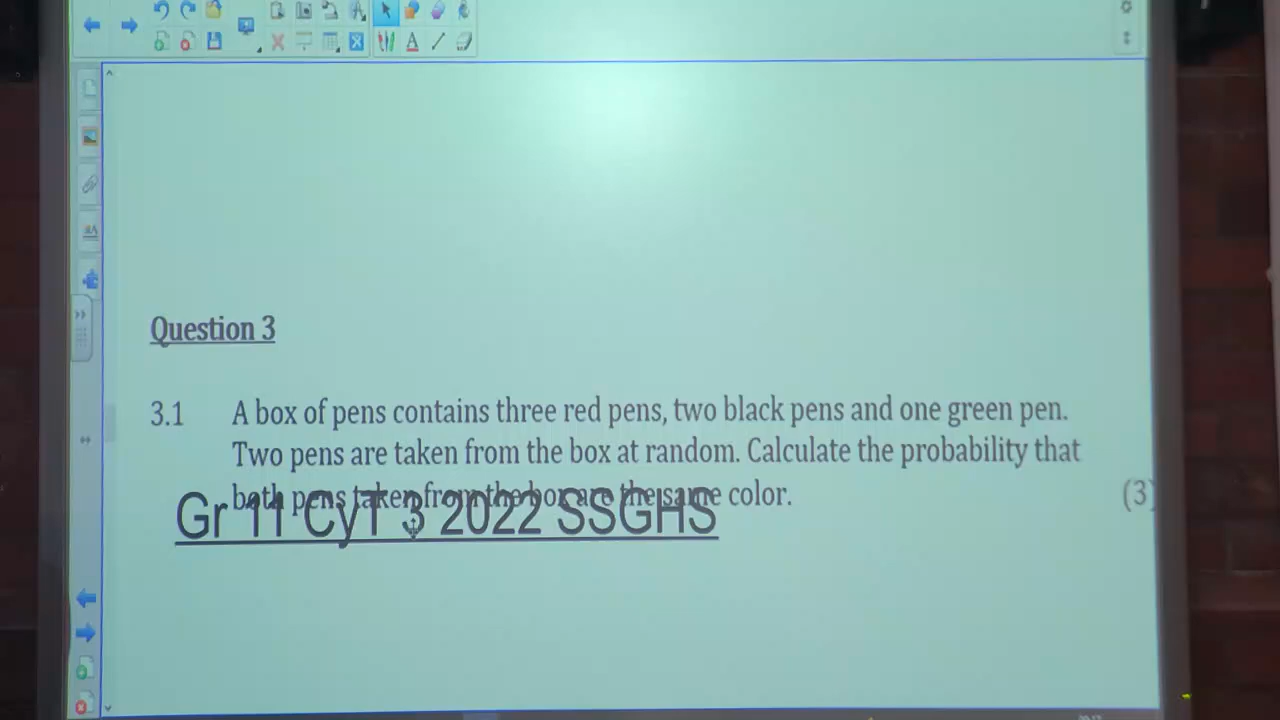 Question 3
3.1 A box of pens contains three red pens, two black pens and one green pen.
Two pens are taken from the box at random. Calculate the probability that
both pens taken from the box are the same color. (3)
Gr 11 CyT 3 2022 SSGHS